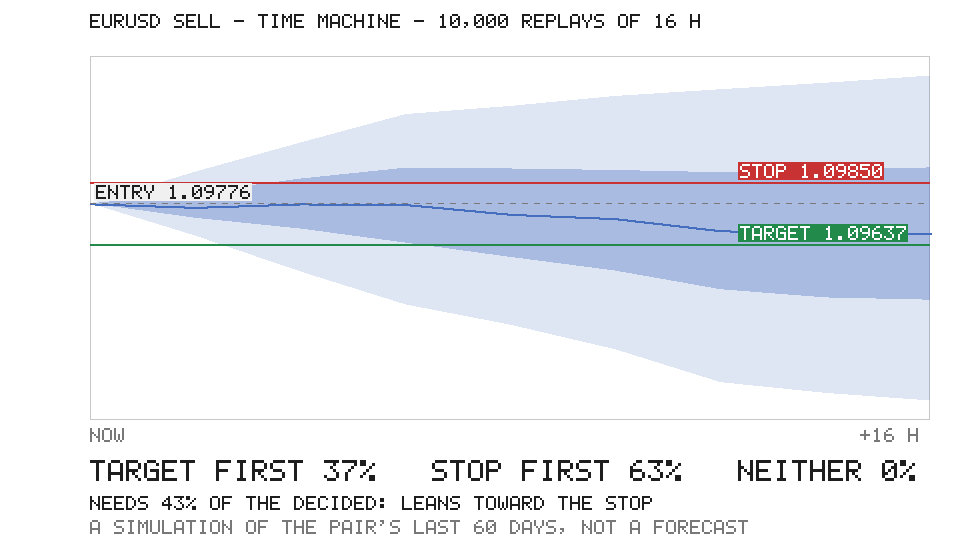 EURUSD SELL - TIME MACHINE - 10,000 REPLAYS OF 16 H
STOP 1.09850
ENTRY 1.09776
TARGET 1.09637
NOW +16 H
TARGET FIRST 37% STOP FIRST 63% NEITHER 0%
NEEDS 43% OF THE DECIDED: LEANS TOWARD THE STOP
A SIMULATION OF THE PAIR'S LAST 60 DAYS, NOT A FORECAST